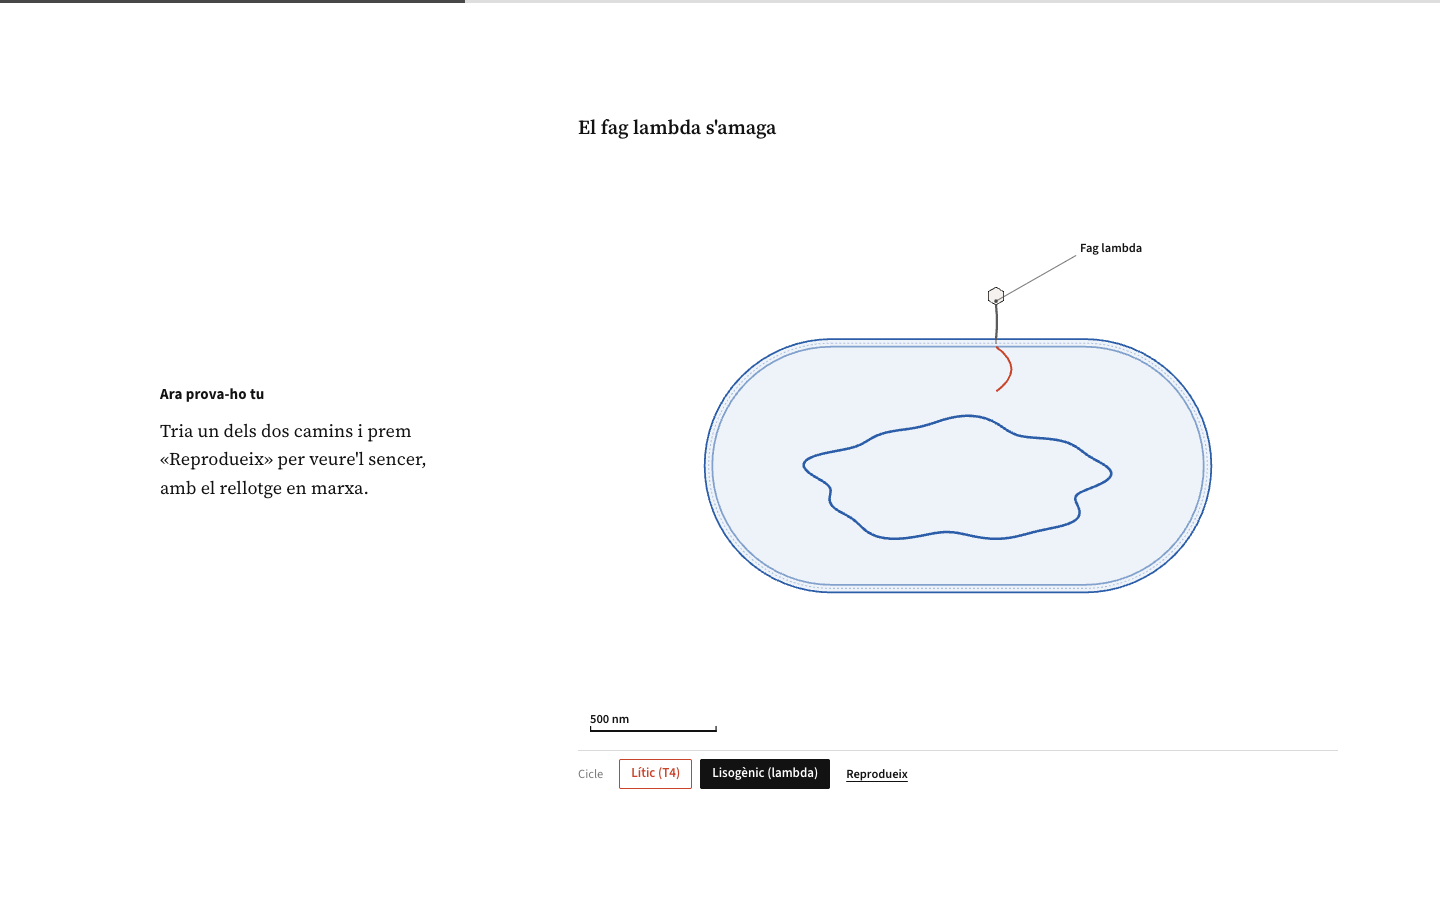 El fag lambda s'amaga
Fag lambda
Ara prova-ho tu
Tria un dels dos camins i prem
«Reprodueix» per veure'l sencer,
amb el rellotge en marxa.
500 nm
Cicle
Lític (T4)
Lisogènic (lambda)
Reprodueix